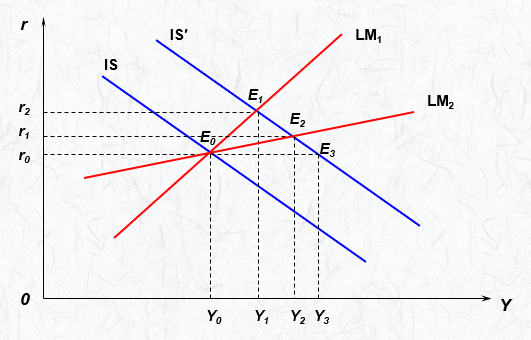 r
IS
IS′
LM₁
LM₂
r₂
r₁
r₀
E₀
E₁
E₂
E₃
0
Y₀
Y₁
Y₂
Y₃
Y